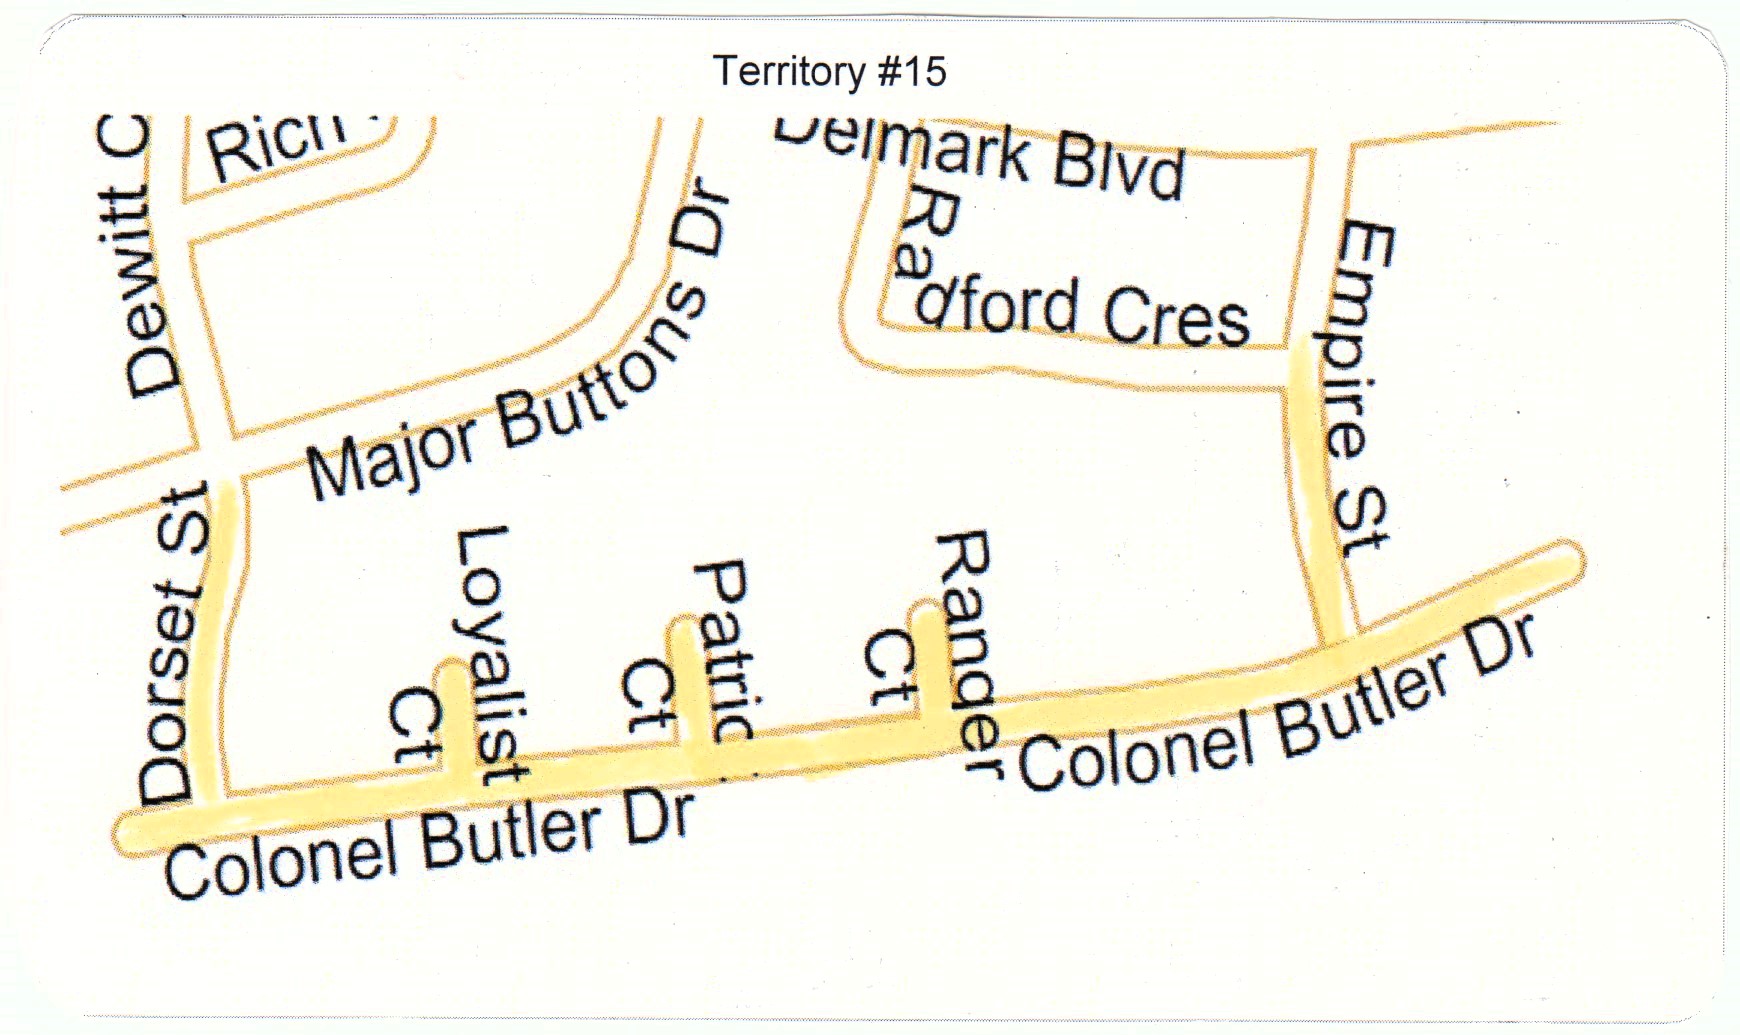 Territory #15
Dewitt C
Rich
Delmark Blvd
Major Buttons Dr
Radford Cres
Empire St
Dorset St
Loyalist Ct
Patric Ct
Ranger Ct
Colonel Butler Dr
Colonel Butler Dr